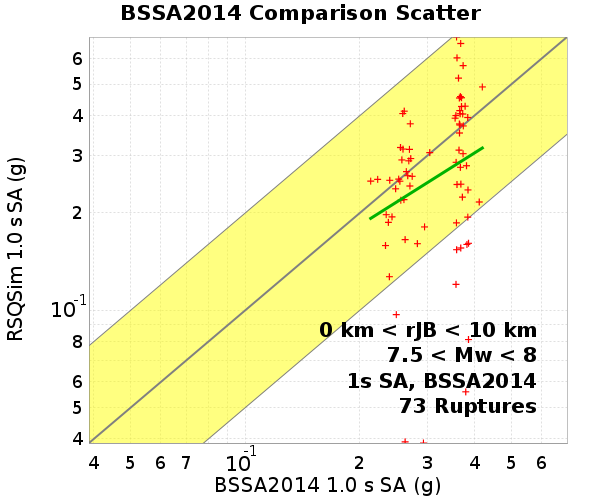 BSSA2014 Comparison Scatter
RSQSim 1.0 s SA (g)
6
5
4
3
2
10-1
8
6
5
4
0 km < rJB < 10 km
7.5 < Mw < 8
1s SA, BSSA2014
73 Ruptures
4 5 6 7 10-1 2 3 4 5 6
BSSA2014 1.0 s SA (g)